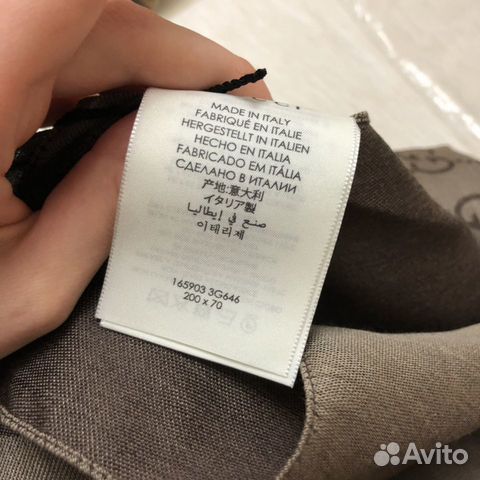 MADE IN ITALY
FABRIQUÉ EN ITALIE
HERGESTELLT IN ITALIEN
HECHO EN ITALIA
FABRICADO EM ITÁLIA
СДЕЛАНО В ИТАЛИИ
产地:意大利
イタリア製
صنع في إيطاليا
이태리제
165903 3G646
200 x 70
Avito